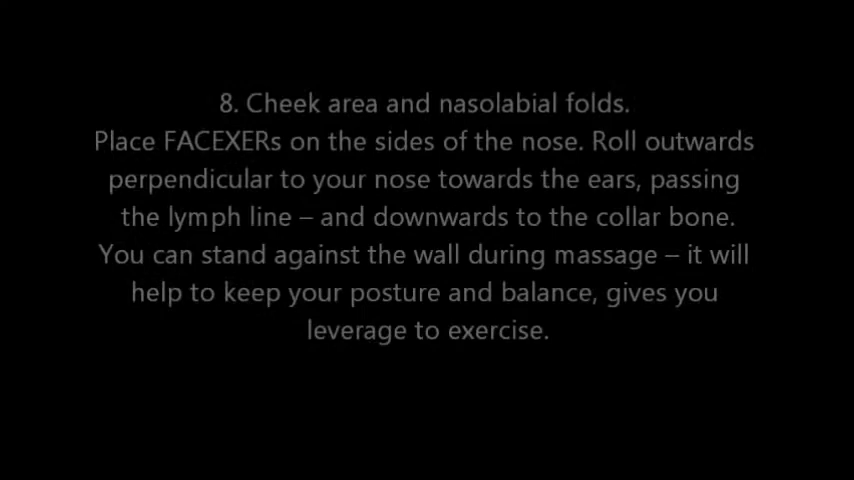 8. Cheek area and nasolabial folds.
Place FACEXERs on the sides of the nose. Roll outwards
perpendicular to your nose towards the ears, passing
the lymph line – and downwards to the collar bone.
You can stand against the wall during massage – it will
help to keep your posture and balance, gives you
leverage to exercise.